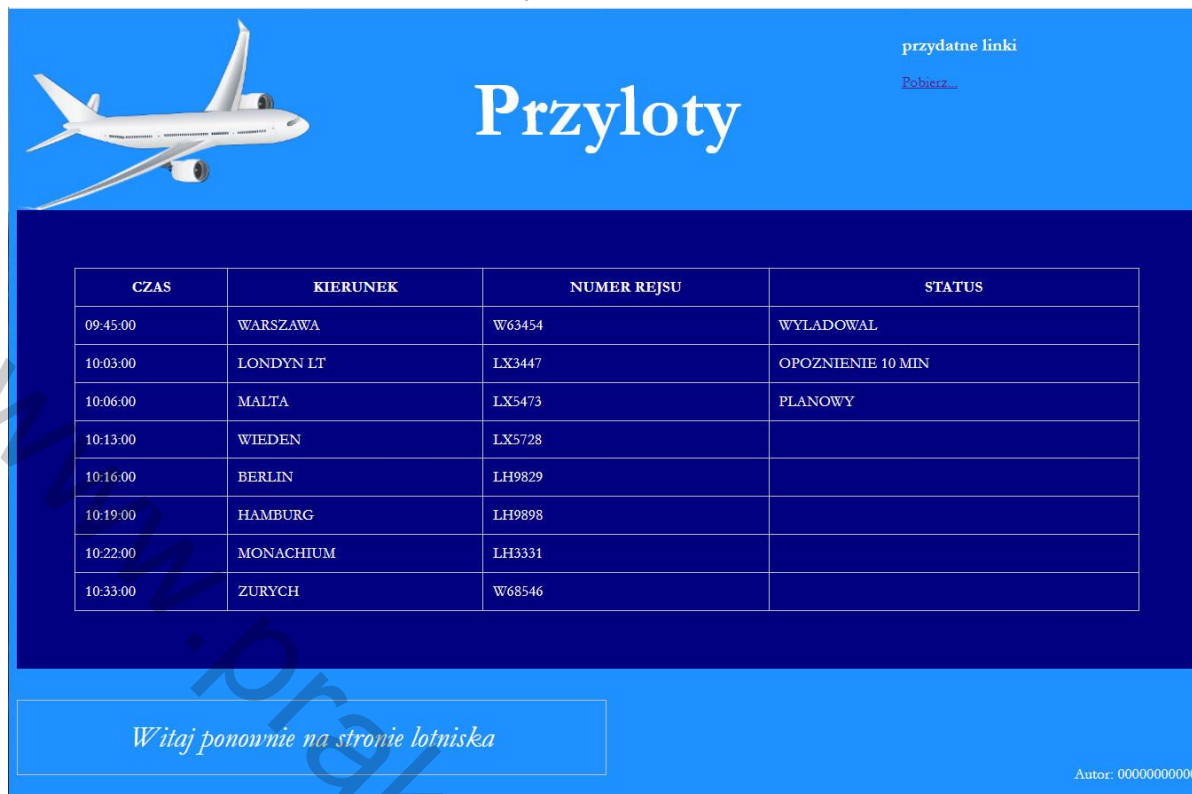 przydatne linki
Pobierz...
Przyloty
CZAS KIERUNEK NUMER REJSU STATUS
09:45:00 WARSZAWA W63454 WYLADOWAL
10:03:00 LONDYN LT LX3447 OPOZNIENIE 10 MIN
10:06:00 MALTA LX5473 PLANOWY
10:13:00 WIEDEN LX5728
10:16:00 BERLIN LH9829
10:19:00 HAMBURG LH9898
10:22:00 MONACHIUM LH3331
10:33:00 ZURYCH W68546
Witaj ponownie na stronie lotniska
Autor: 00000000000
www.pral